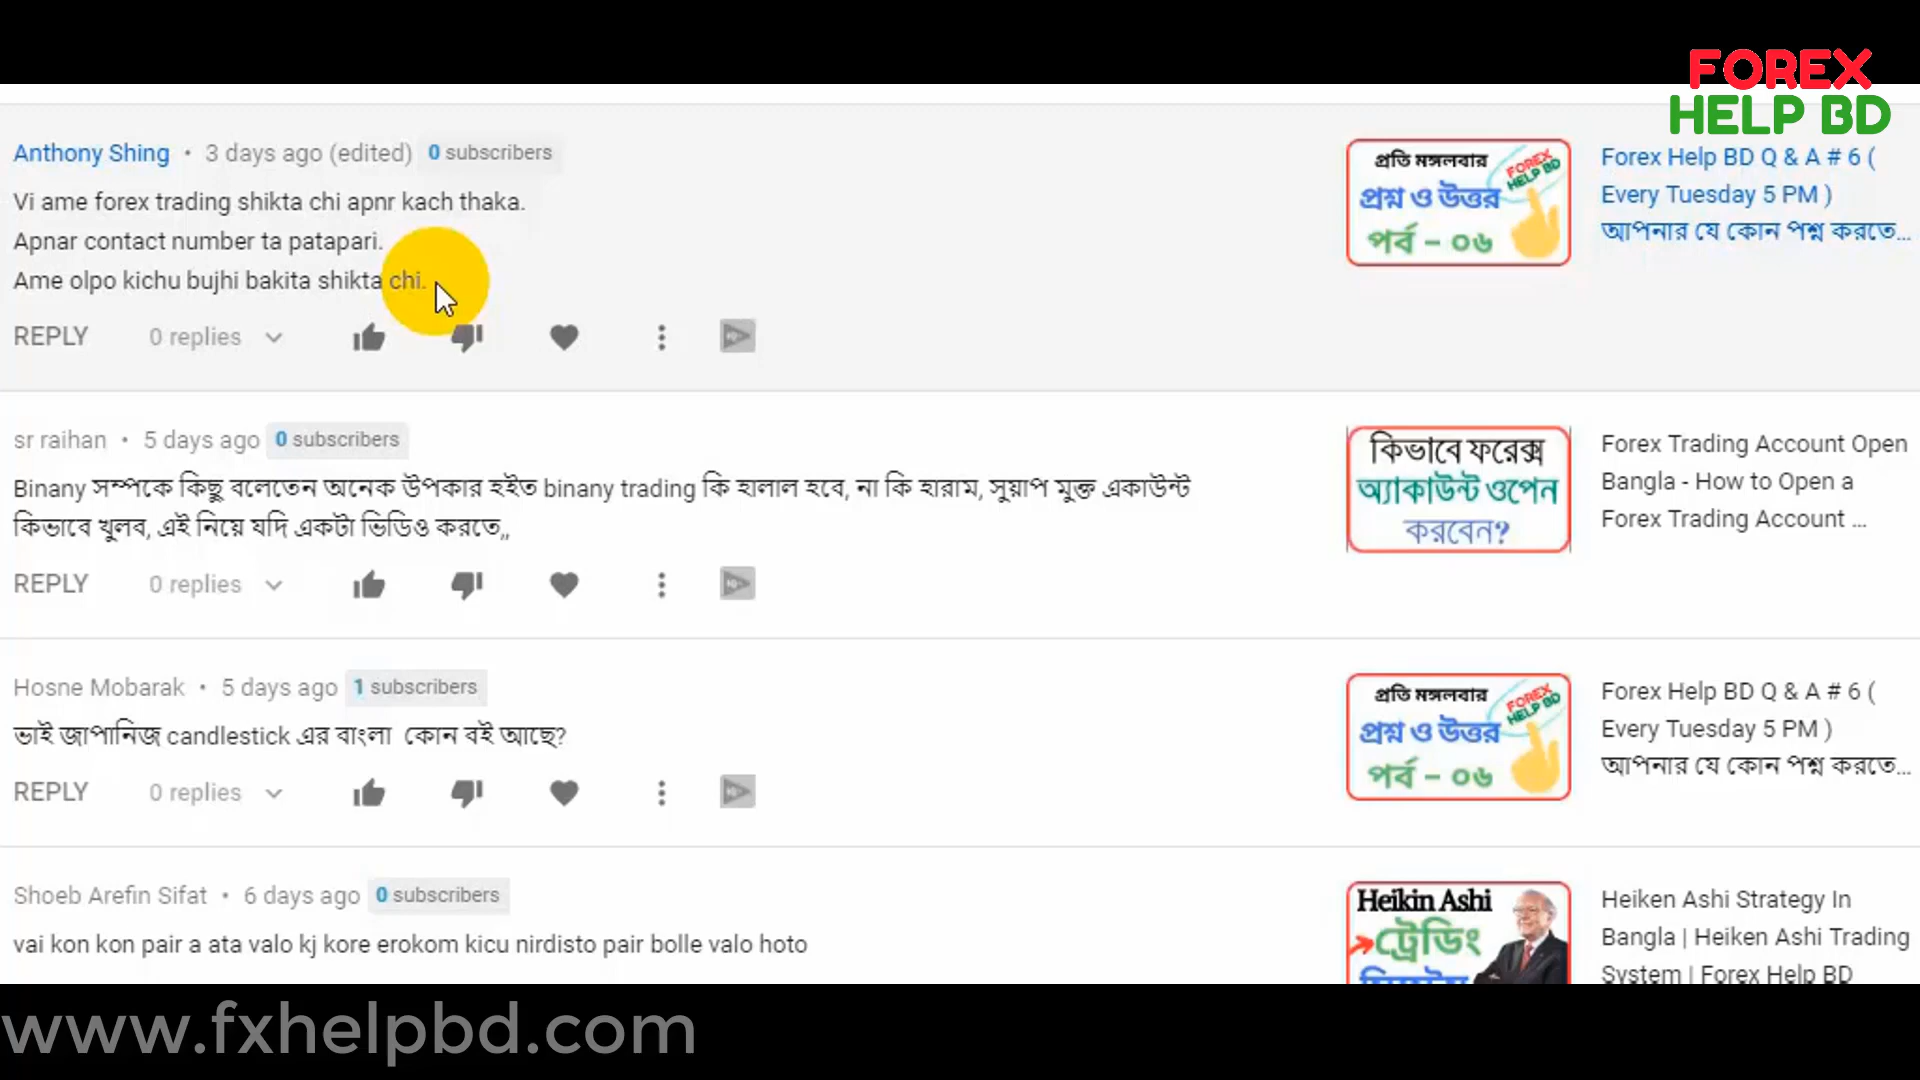 FOREX
HELP BD
Anthony Shing • 3 days ago (edited) 0 subscribers
Vi ame forex trading shikta chi apnr kach thaka.
Apnar contact number ta patapari.
Ame olpo kichu bujhi bakita shikta chi.
REPLY 0 replies
প্রতি মঙ্গলবার
FOREX
HELP BD
প্রশ্ন ও উত্তর
পর্ব – ০৬
Forex Help BD Q & A # 6 (
Every Tuesday 5 PM )
আপনার যে কোন পশ্ন করতে...
sr raihan • 5 days ago 0 subscribers
Binany সম্পকে কিছু বলেতেন অনেক উপকার হইত binany trading কি হালাল হবে, না কি হারাম, সুয়াপ মুক্ত একাউন্ট
কিভাবে খুলব, এই নিয়ে যদি একটা ভিডিও করতে,,
REPLY 0 replies
কিভাবে ফরেক্স
অ্যাকাউন্ট ওপেন
করবেন?
Forex Trading Account Open
Bangla - How to Open a
Forex Trading Account ...
Hosne Mobarak • 5 days ago 1 subscribers
ভাই জাপানিজ candlestick এর বাংলা কোন বই আছে?
REPLY 0 replies
প্রতি মঙ্গলবার
FOREX
HELP BD
প্রশ্ন ও উত্তর
পর্ব – ০৬
Forex Help BD Q & A # 6 (
Every Tuesday 5 PM )
আপনার যে কোন পশ্ন করতে...
Shoeb Arefin Sifat • 6 days ago 0 subscribers
vai kon kon pair a ata valo kj kore erokom kicu nirdisto pair bolle valo hoto
Heikin Ashi
ট্রেডিং
Heiken Ashi Strategy In
Bangla | Heiken Ashi Trading
System | Forex Help BD
www.fxhelpbd.com